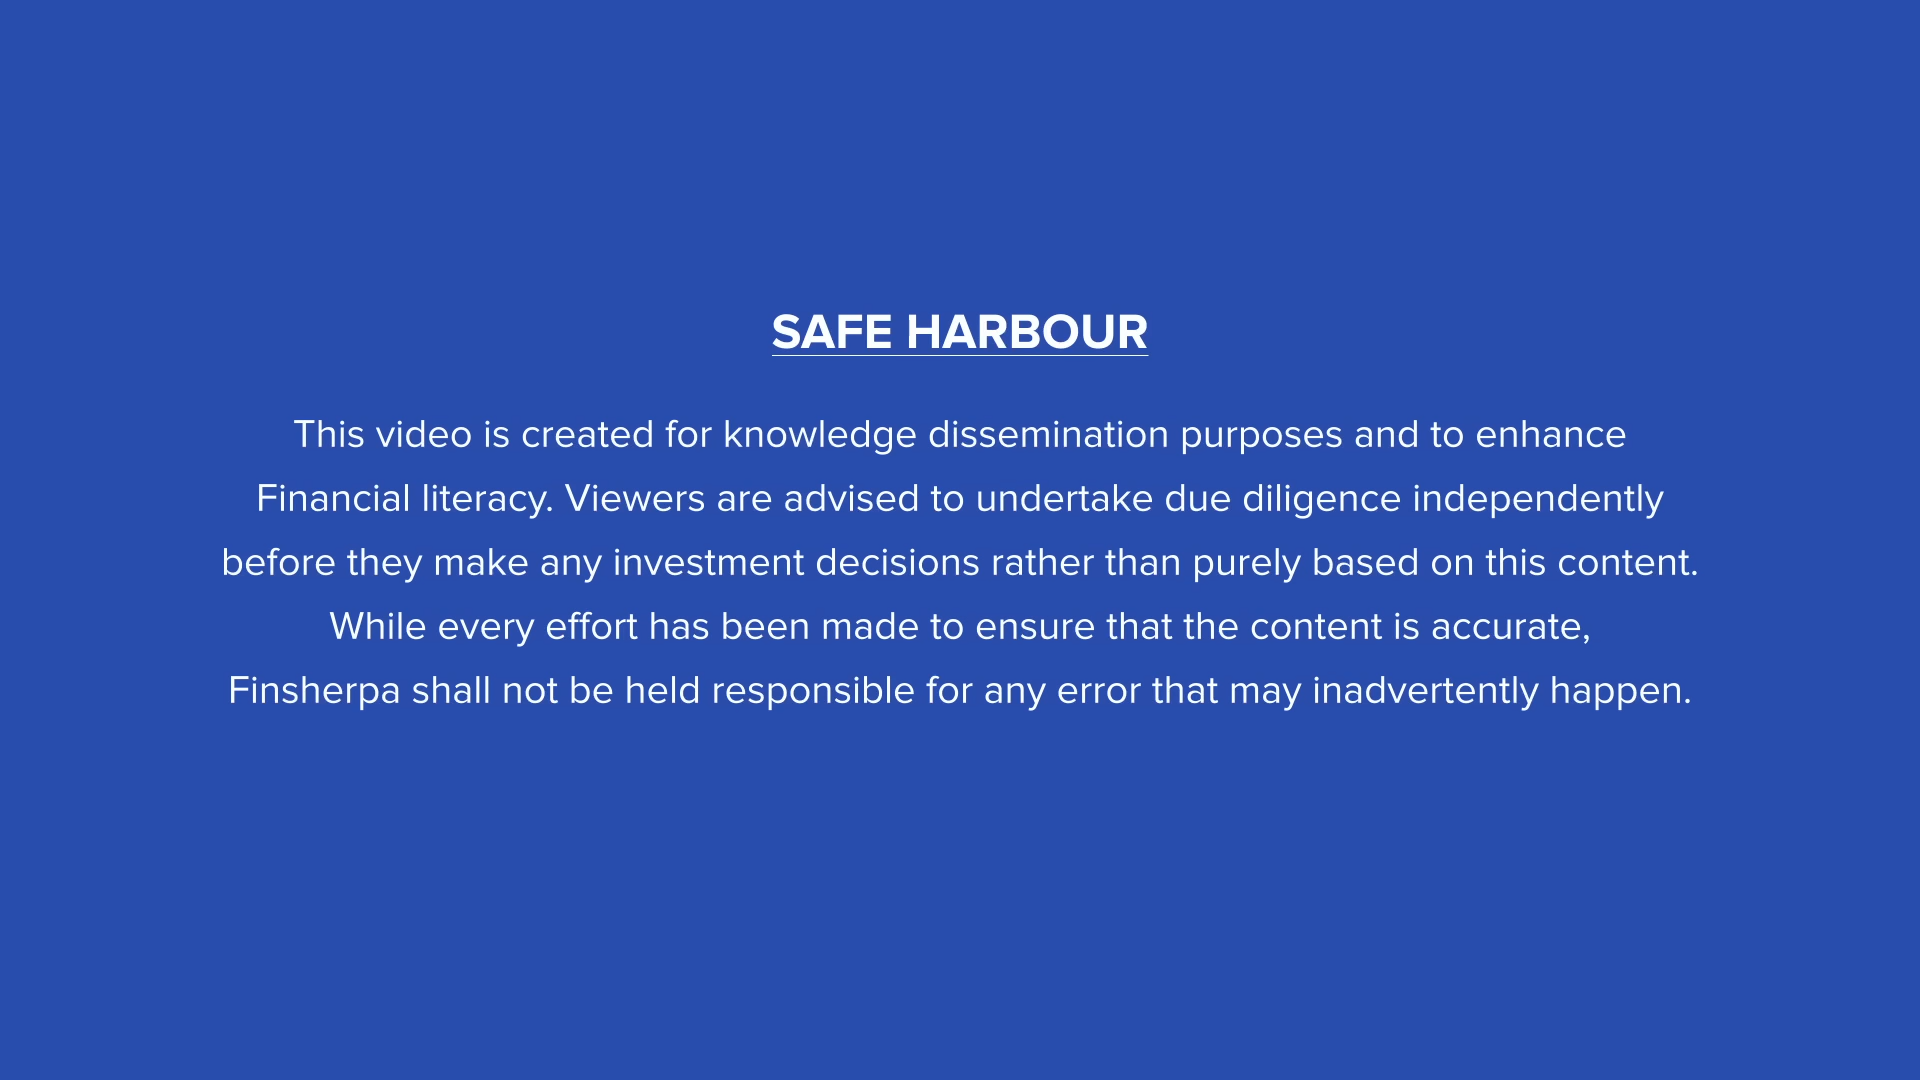 SAFE HARBOUR
This video is created for knowledge dissemination purposes and to enhance
Financial literacy. Viewers are advised to undertake due diligence independently
before they make any investment decisions rather than purely based on this content.
While every effort has been made to ensure that the content is accurate,
Finsherpa shall not be held responsible for any error that may inadvertently happen.